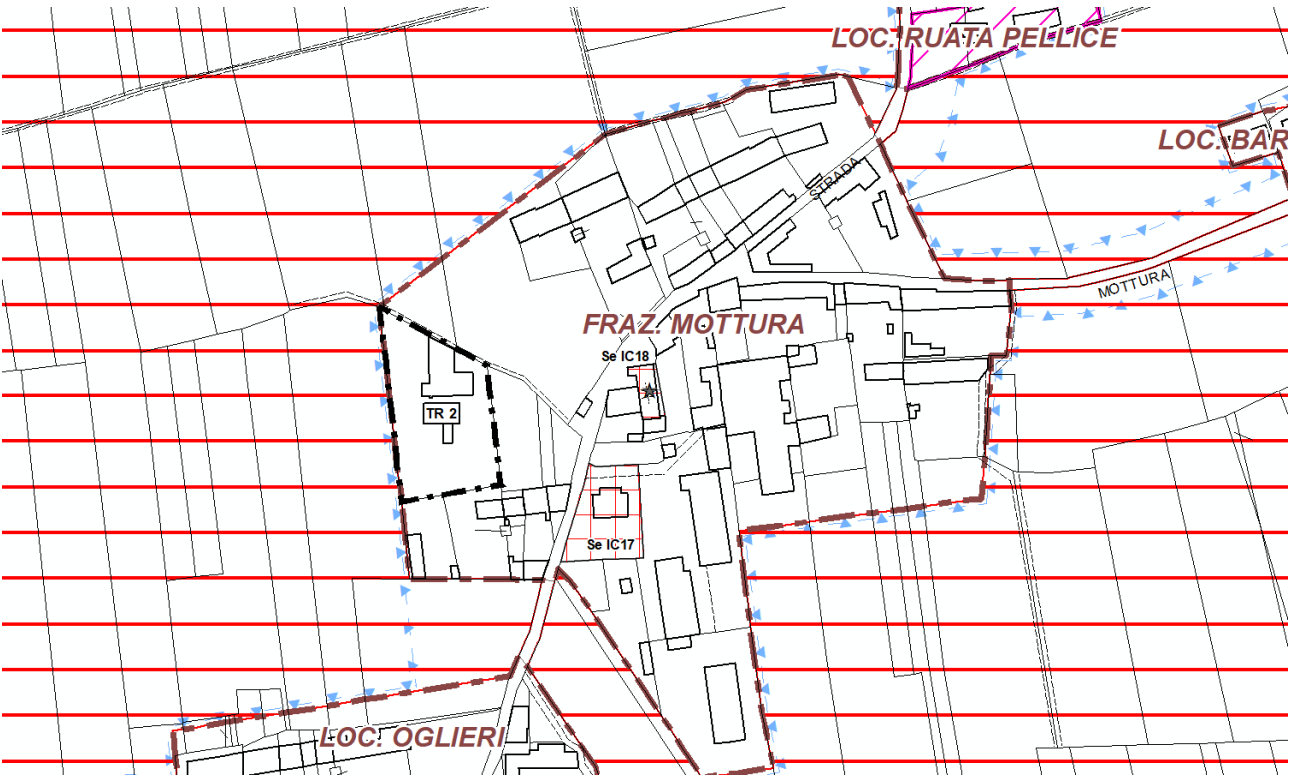 LOC. RUATA PELLICE
LOC. BAR
STRADA
MOTTURA
FRAZ. MOTTURA
Se IC18
TR 2
Se IC17
LOC. OGLIERI